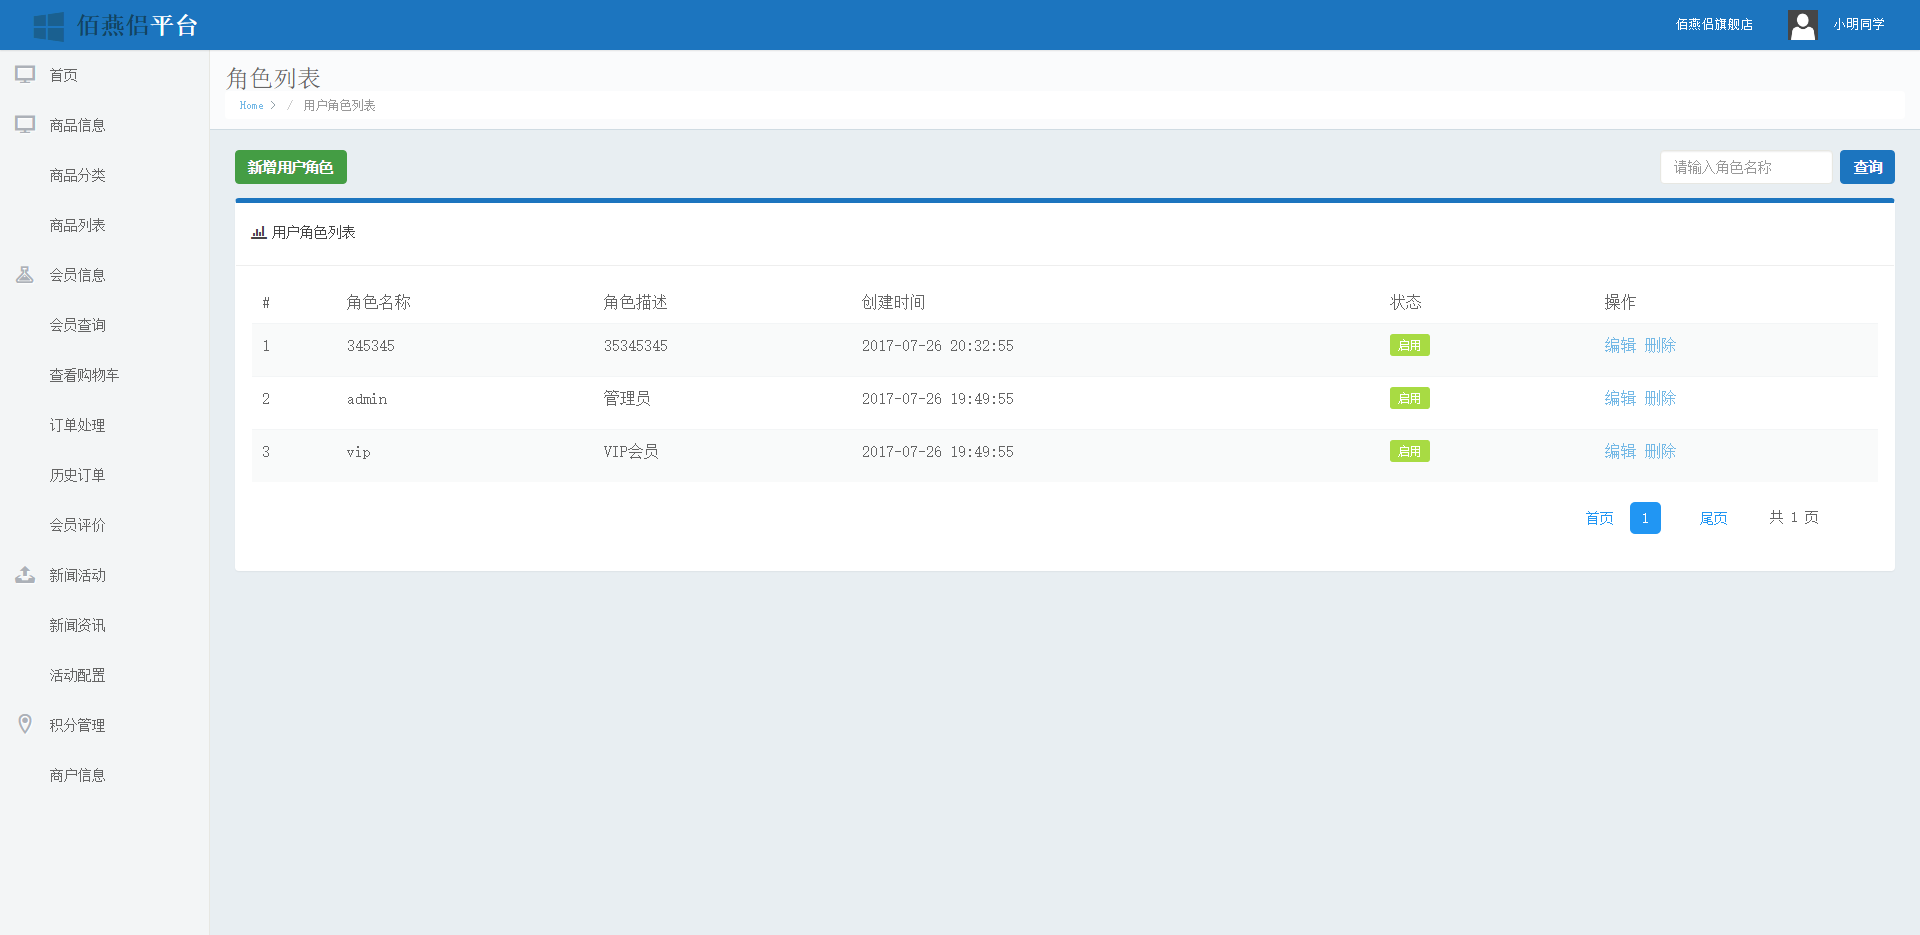 佰燕侣平台
佰燕侣旗舰店
小明同学
首页
商品信息
商品分类
商品列表
会员信息
会员查询
查看购物车
订单处理
历史订单
会员评价
新闻活动
新闻资讯
活动配置
积分管理
商户信息
角色列表
Home > / 用户角色列表
新增用户角色
请输入角色名称 查询
用户角色列表
# 角色名称 角色描述 创建时间 状态 操作
1 345345 35345345 2017-07-26 20:32:55 启用 编辑 删除
2 admin 管理员 2017-07-26 19:49:55 启用 编辑 删除
3 vip VIP会员 2017-07-26 19:49:55 启用 编辑 删除
首页 1 尾页 共 1 页